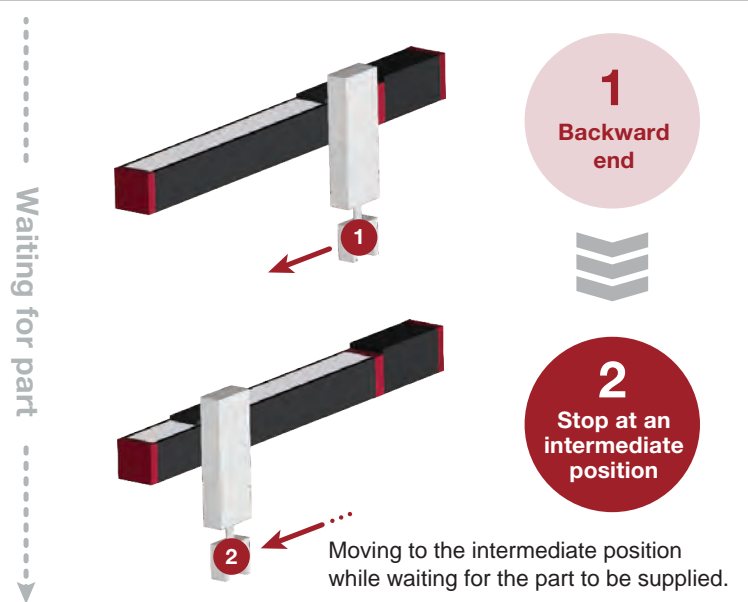 Waiting for part
1
1
Backward
end
2
2
Stop at an
intermediate
position
Moving to the intermediate position
while waiting for the part to be supplied.